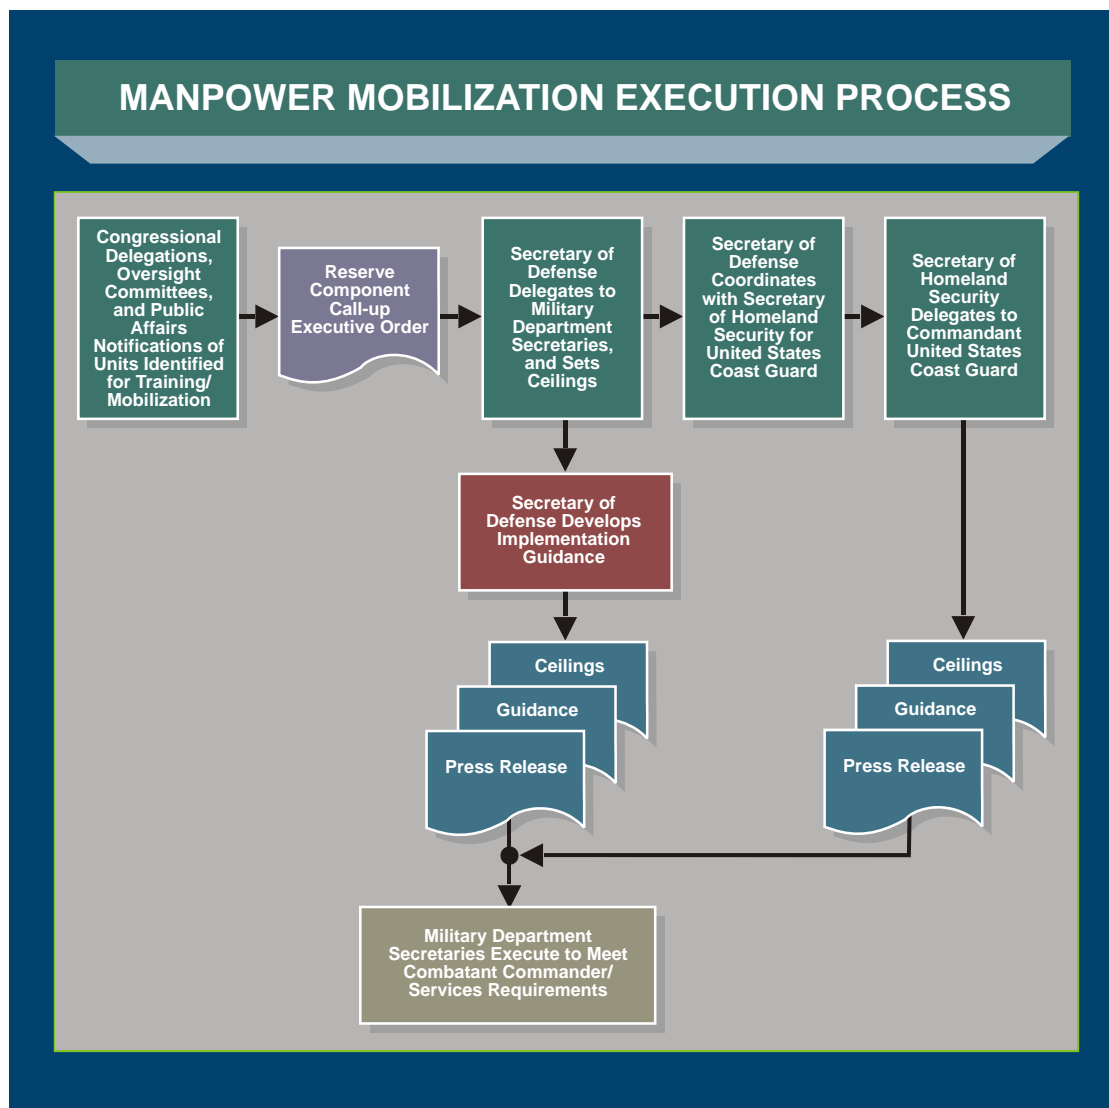 MANPOWER MOBILIZATION EXECUTION PROCESS
Congressional
Delegations,
Oversight
Committees,
and Public
Affairs
Notifications of
Units Identified
for Training/
Mobilization
Reserve
Component
Call-up
Executive Order
Secretary of
Defense
Delegates to
Military
Department
Secretaries,
and Sets
Ceilings
Secretary of
Defense
Coordinates
with Secretary
of Homeland
Security for
United States
Coast Guard
Secretary of
Homeland
Security
Delegates to
Commandant
United States
Coast Guard
Secretary of
Defense Develops
Implementation
Guidance
Ceilings
Guidance
Press Release
Ceilings
Guidance
Press Release
Military Department
Secretaries Execute to Meet
Combatant Commander/
Services Requirements